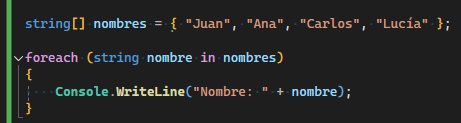 string[] nombres = { "Juan", "Ana", "Carlos", "Lucía" };
foreach (string nombre in nombres)
{
    Console.WriteLine("Nombre: " + nombre);
}